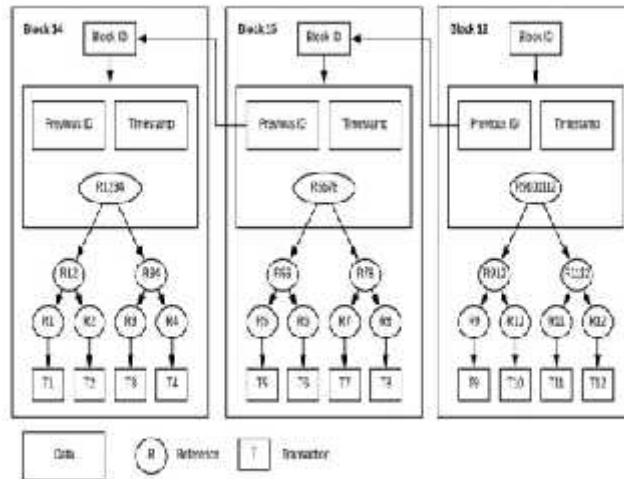 Block 14
Block ID
Previous ID
Timestamp
R1234
R12
R34
R1
R2
R3
R4
T1
T2
T3
T4
Block 15
Block ID
Previous ID
Timestamp
R5678
R56
R78
R5
R6
R7
R8
T5
T6
T7
T8
Block ID
Previous ID
Timestamp
R9101112
R910
R1112
R9
R10
R11
R12
T9
T10
T11
T12
Data
R
Reference
T
Transaction